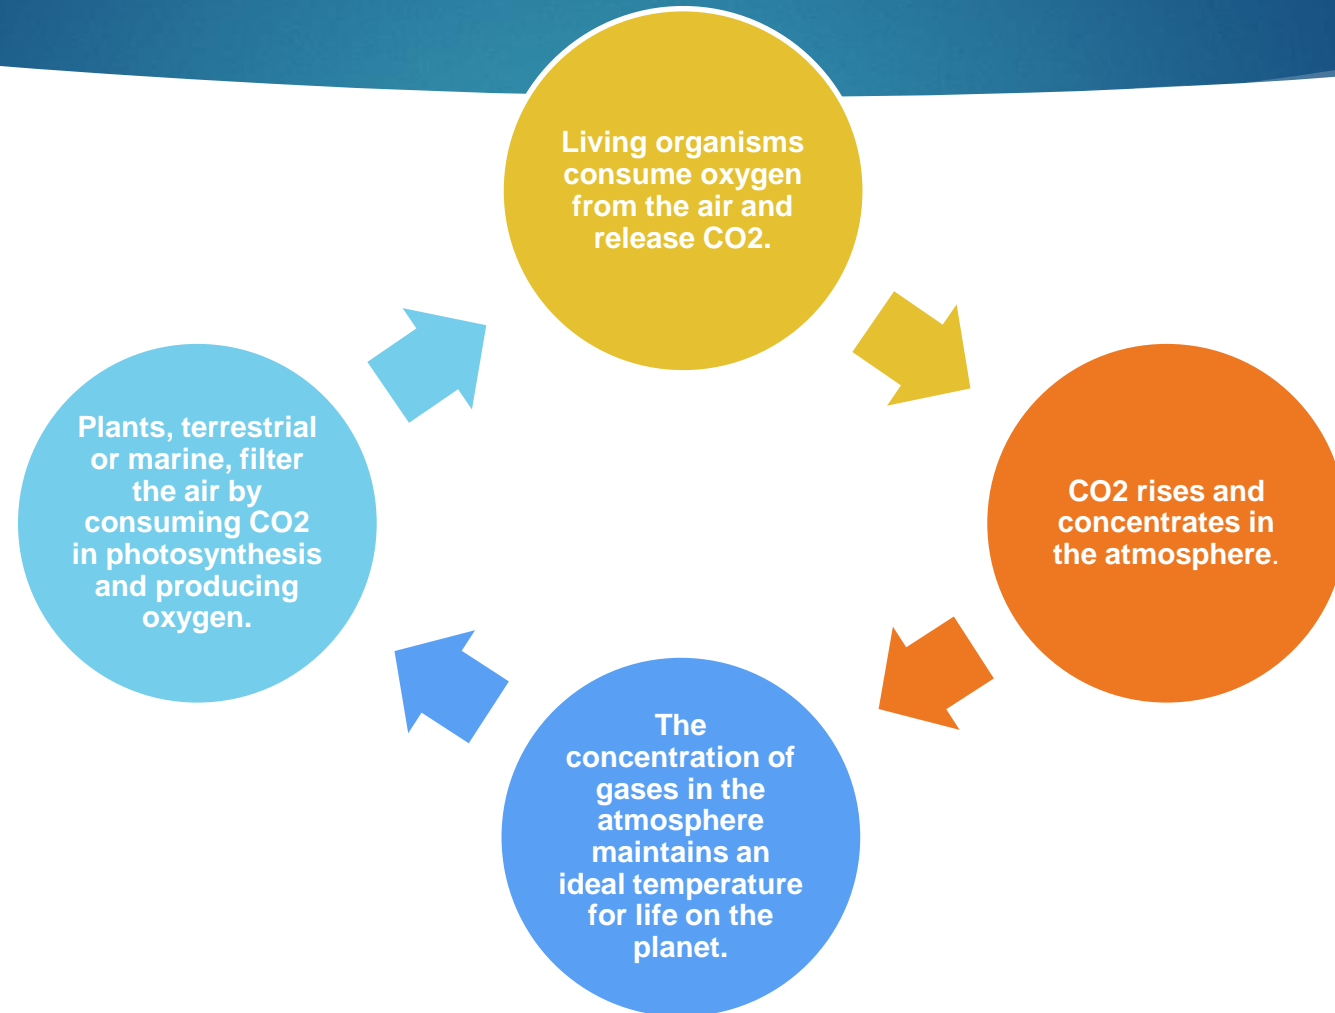 Living organisms
consume oxygen
from the air and
release CO2.
CO2 rises and
concentrates in
the atmosphere.
The
concentration of
gases in the
atmosphere
maintains an
ideal temperature
for life on the
planet.
Plants, terrestrial
or marine, filter
the air by
consuming CO2
in photosynthesis
and producing
oxygen.